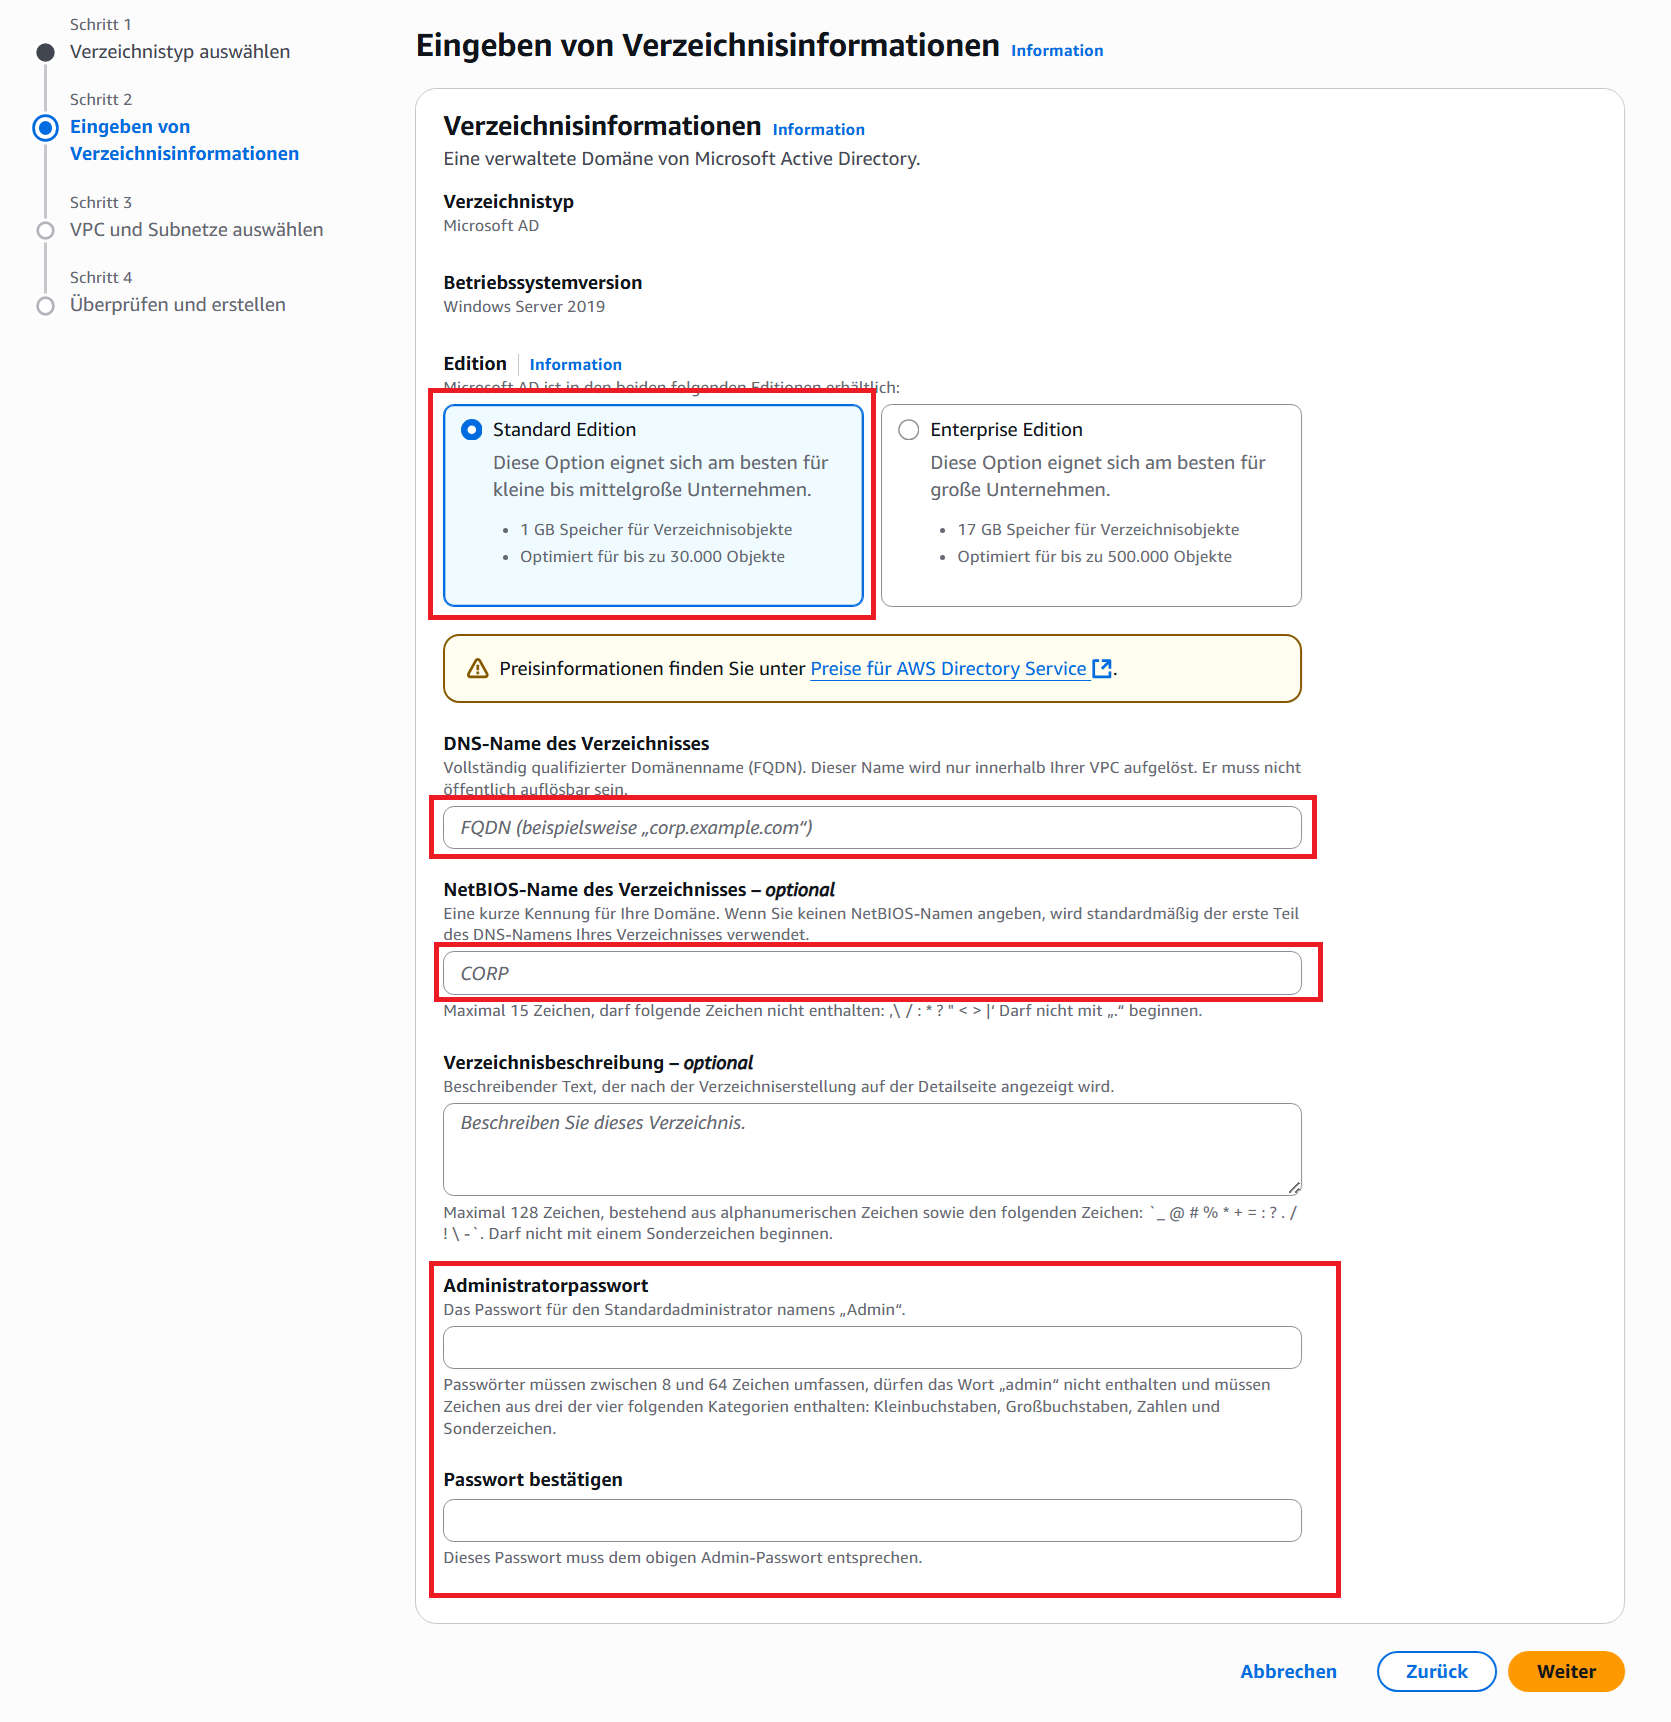 Schritt 1
Verzeichnistyp auswählen
Schritt 2
Eingeben von
Verzeichnisinformationen
Schritt 3
VPC und Subnetze auswählen
Schritt 4
Überprüfen und erstellen
Eingeben von Verzeichnisinformationen Information
Verzeichnisinformationen Information
Eine verwaltete Domäne von Microsoft Active Directory.
Verzeichnistyp
Microsoft AD
Betriebssystemversion
Windows Server 2019
Edition Information
Microsoft AD ist in den beiden folgenden Editionen erhältlich:
Standard Edition
Diese Option eignet sich am besten für
kleine bis mittelgroße Unternehmen.
• 1 GB Speicher für Verzeichnisobjekte
• Optimiert für bis zu 30.000 Objekte
Enterprise Edition
Diese Option eignet sich am besten für
große Unternehmen.
• 17 GB Speicher für Verzeichnisobjekte
• Optimiert für bis zu 500.000 Objekte
Preisinformationen finden Sie unter Preise für AWS Directory Service.
DNS-Name des Verzeichnisses
Vollständig qualifizierter Domänenname (FQDN). Dieser Name wird nur innerhalb Ihrer VPC aufgelöst. Er muss nicht
öffentlich auflösbar sein.
FQDN (beispielsweise „corp.example.com“)
NetBIOS-Name des Verzeichnisses – optional
Eine kurze Kennung für Ihre Domäne. Wenn Sie keinen NetBIOS-Namen angeben, wird standardmäßig der erste Teil
des DNS-Namens Ihres Verzeichnisses verwendet.
CORP
Maximal 15 Zeichen, darf folgende Zeichen nicht enthalten: ‚\ / : * ? " < > |‘ Darf nicht mit „.“ beginnen.
Verzeichnisbeschreibung – optional
Beschreibender Text, der nach der Verzeichniserstellung auf der Detailseite angezeigt wird.
Beschreiben Sie dieses Verzeichnis.
Maximal 128 Zeichen, bestehend aus alphanumerischen Zeichen sowie den folgenden Zeichen: `_ @ # % * + = : ? . /
! \ -`. Darf nicht mit einem Sonderzeichen beginnen.
Administratorpasswort
Das Passwort für den Standardadministrator namens „Admin“.
Passwörter müssen zwischen 8 und 64 Zeichen umfassen, dürfen das Wort „admin“ nicht enthalten und müssen
Zeichen aus drei der vier folgenden Kategorien enthalten: Kleinbuchstaben, Großbuchstaben, Zahlen und
Sonderzeichen.
Passwort bestätigen
Dieses Passwort muss dem obigen Admin-Passwort entsprechen.
Abbrechen Zurück Weiter